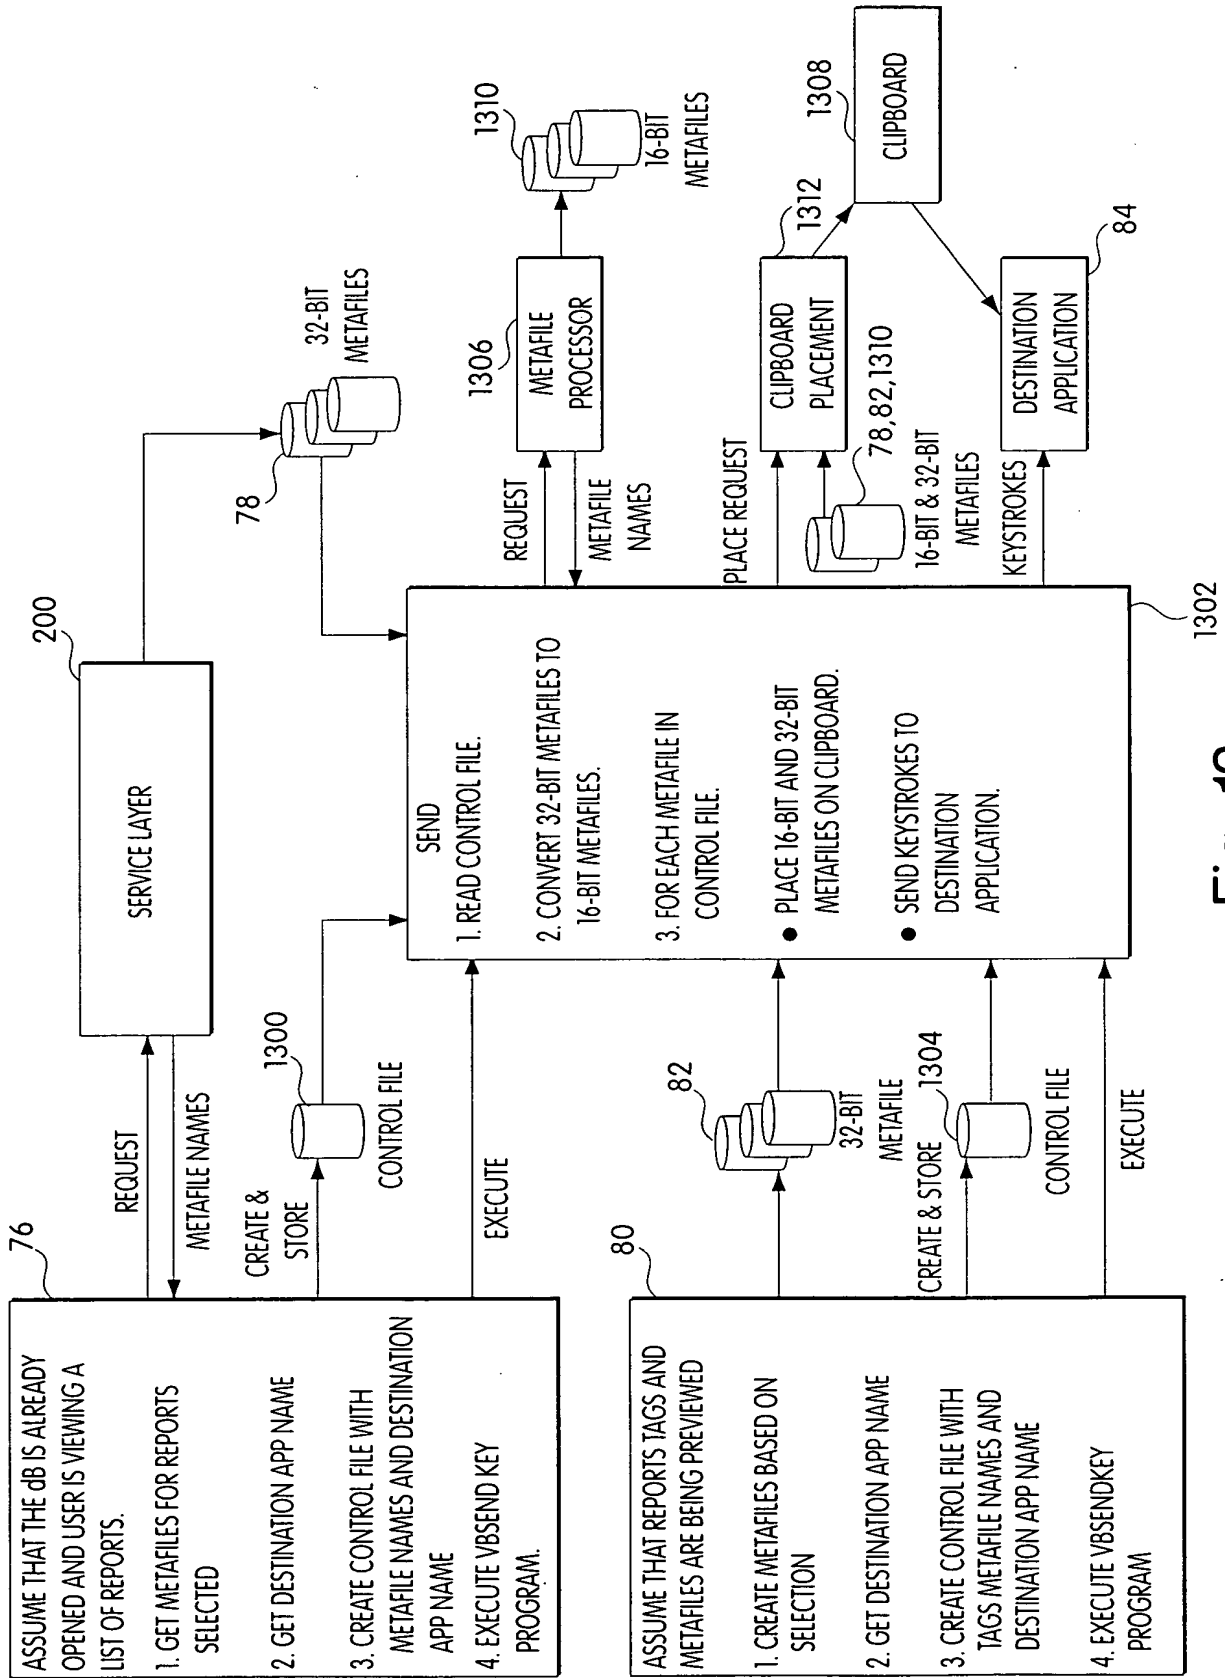 ASSUME THAT THE dB IS ALREADY
OPENED AND USER IS VIEWING A
LIST OF REPORTS.
1. GET METAFILES FOR REPORTS
SELECTED
2. GET DESTINATION APP NAME
3. CREATE CONTROL FILE WITH
METAFILE NAMES AND DESTINATION
APP NAME
4. EXECUTE VBSEND KEY
PROGRAM.
76
REQUEST
METAFILE NAMES
CREATE &
STORE
1300
CONTROL FILE
EXECUTE
200
SERVICE LAYER
78
32-BIT
METAFILES
ASSUME THAT REPORTS TAGS AND
METAFILES ARE BEING PREVIEWED
1. CREATE METAFILES BASED ON
SELECTION
2. GET DESTINATION APP NAME
3. CREATE CONTROL FILE WITH
TAGS METAFILE NAMES AND
DESTINATION APP NAME
4. EXECUTE VBSENDKEY
PROGRAM
80
82
32-BIT
METAFILE
CREATE & STORE
1304
CONTROL FILE
EXECUTE
SEND
1. READ CONTROL FILE.
2. CONVERT 32-BIT METAFILES TO
16-BIT METAFILES.
3. FOR EACH METAFILE IN
CONTROL FILE.
● PLACE 16-BIT AND 32-BIT
METAFILES ON CLIPBOARD.
● SEND KEYSTROKES TO
DESTINATION
APPLICATION.
1302
REQUEST
METAFILE
NAMES
1306
METAFILE
PROCESSOR
1310
16-BIT
METAFILES
PLACE REQUEST
CLIPBOARD
PLACEMENT
1312
78,82,1310
16-BIT & 32-BIT
METAFILES
KEYSTROKES
CLIPBOARD
1308
DESTINATION
APPLICATION
84